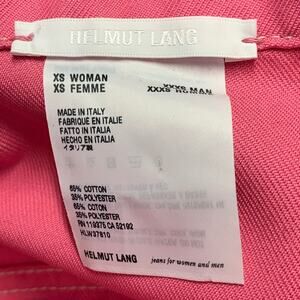 HELMUT LANG
XS WOMAN
XS FEMME
XXXS MAN
MADE IN ITALY
FABRIQUÉ EN ITALIE
FATTO IN ITALIA
HECHO EN ITALIA
イタリア製
65% COTTON
35% POLYESTER
65% COTON
35% POLYESTER
RN 119375 CA 52192
HLW37810
HELMUT LANG
jeans for women and men